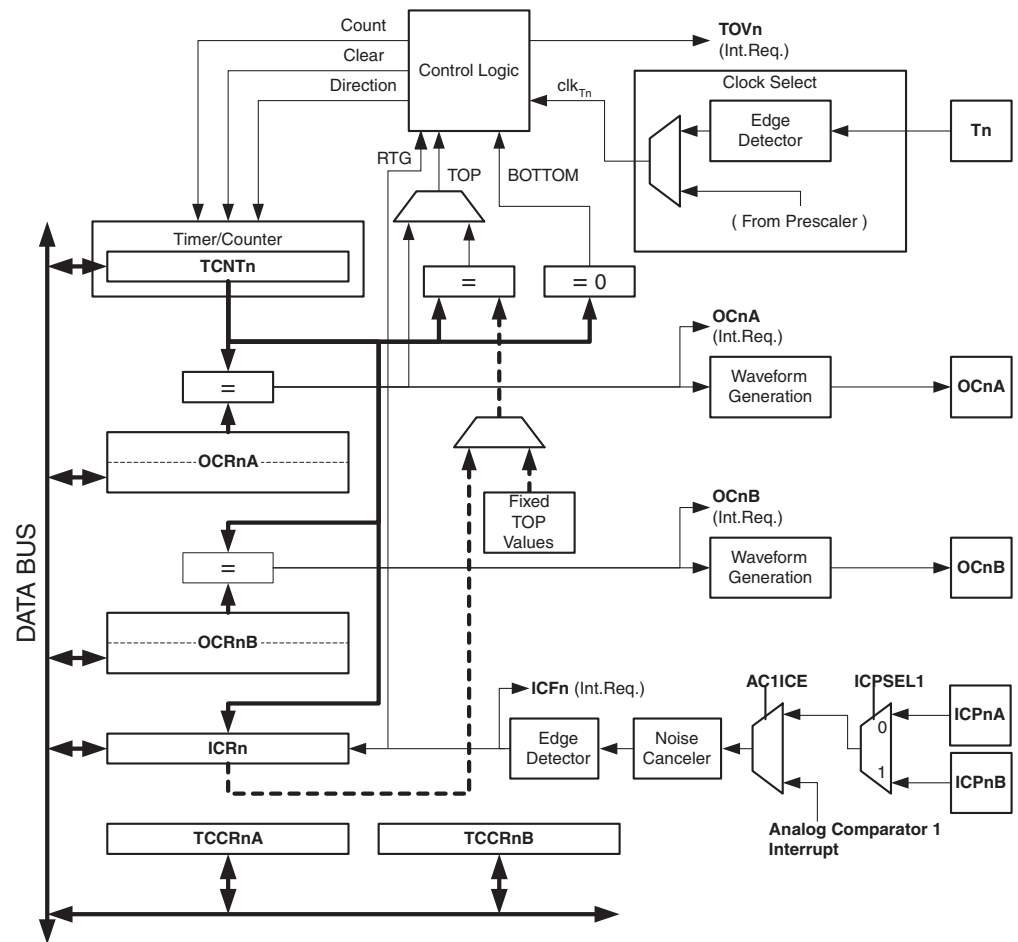 Count
TOVn
(Int.Req.)
Clear
Control Logic
Direction
clkTn
Clock Select
Edge
Detector
Tn
RTG
TOP
BOTTOM
( From Prescaler )
Timer/Counter
TCNTn
=
= 0
OCnA
(Int.Req.)
=
Waveform
Generation
OCnA
OCRnA
Fixed
TOP
Values
OCnB
(Int.Req.)
=
Waveform
Generation
OCnB
DATA BUS
OCRnB
ICFn (Int.Req.)
AC1ICE
ICPSEL1
ICPnA
0
ICRn
Edge
Detector
Noise
Canceler
1
ICPnB
Analog Comparator 1
Interrupt
TCCRnA
TCCRnB